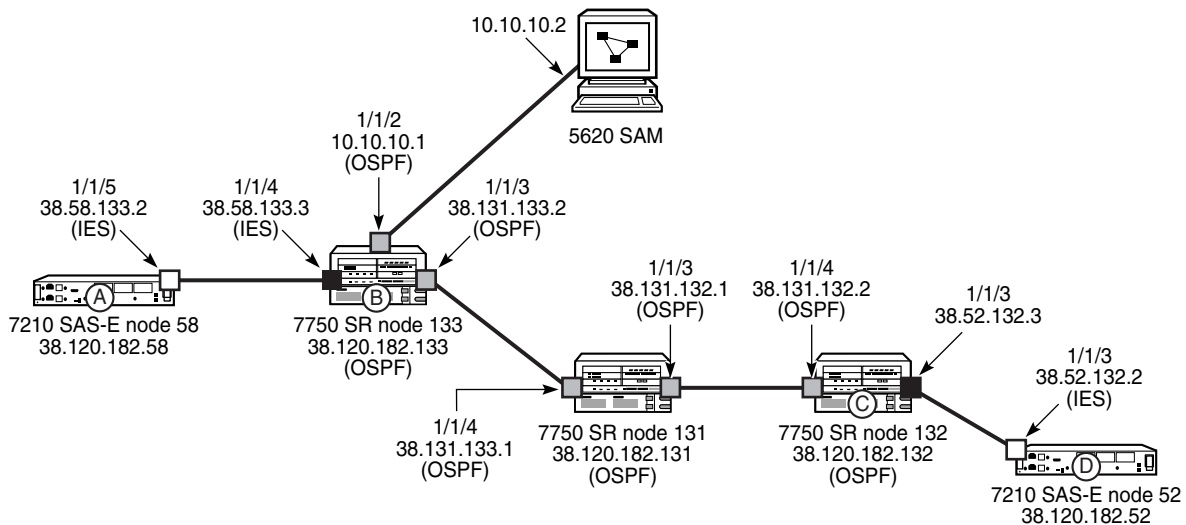 10.10.10.2
5620 SAM
1/1/2
10.10.10.1
(OSPF)
1/1/5
38.58.133.2
(IES)
1/1/4
38.58.133.3
(IES)
1/1/3
38.131.133.2
(OSPF)
A
7210 SAS-E node 58
38.120.182.58
B
7750 SR node 133
38.120.182.133
(OSPF)
1/1/3
38.131.132.1
(OSPF)
1/1/4
38.131.132.2
(OSPF)
1/1/3
38.52.132.3
1/1/3
38.52.132.2
(IES)
1/1/4
38.131.133.1
(OSPF)
7750 SR node 131
38.120.182.131
(OSPF)
C
7750 SR node 132
38.120.182.132
(OSPF)
D
7210 SAS-E node 52
38.120.182.52